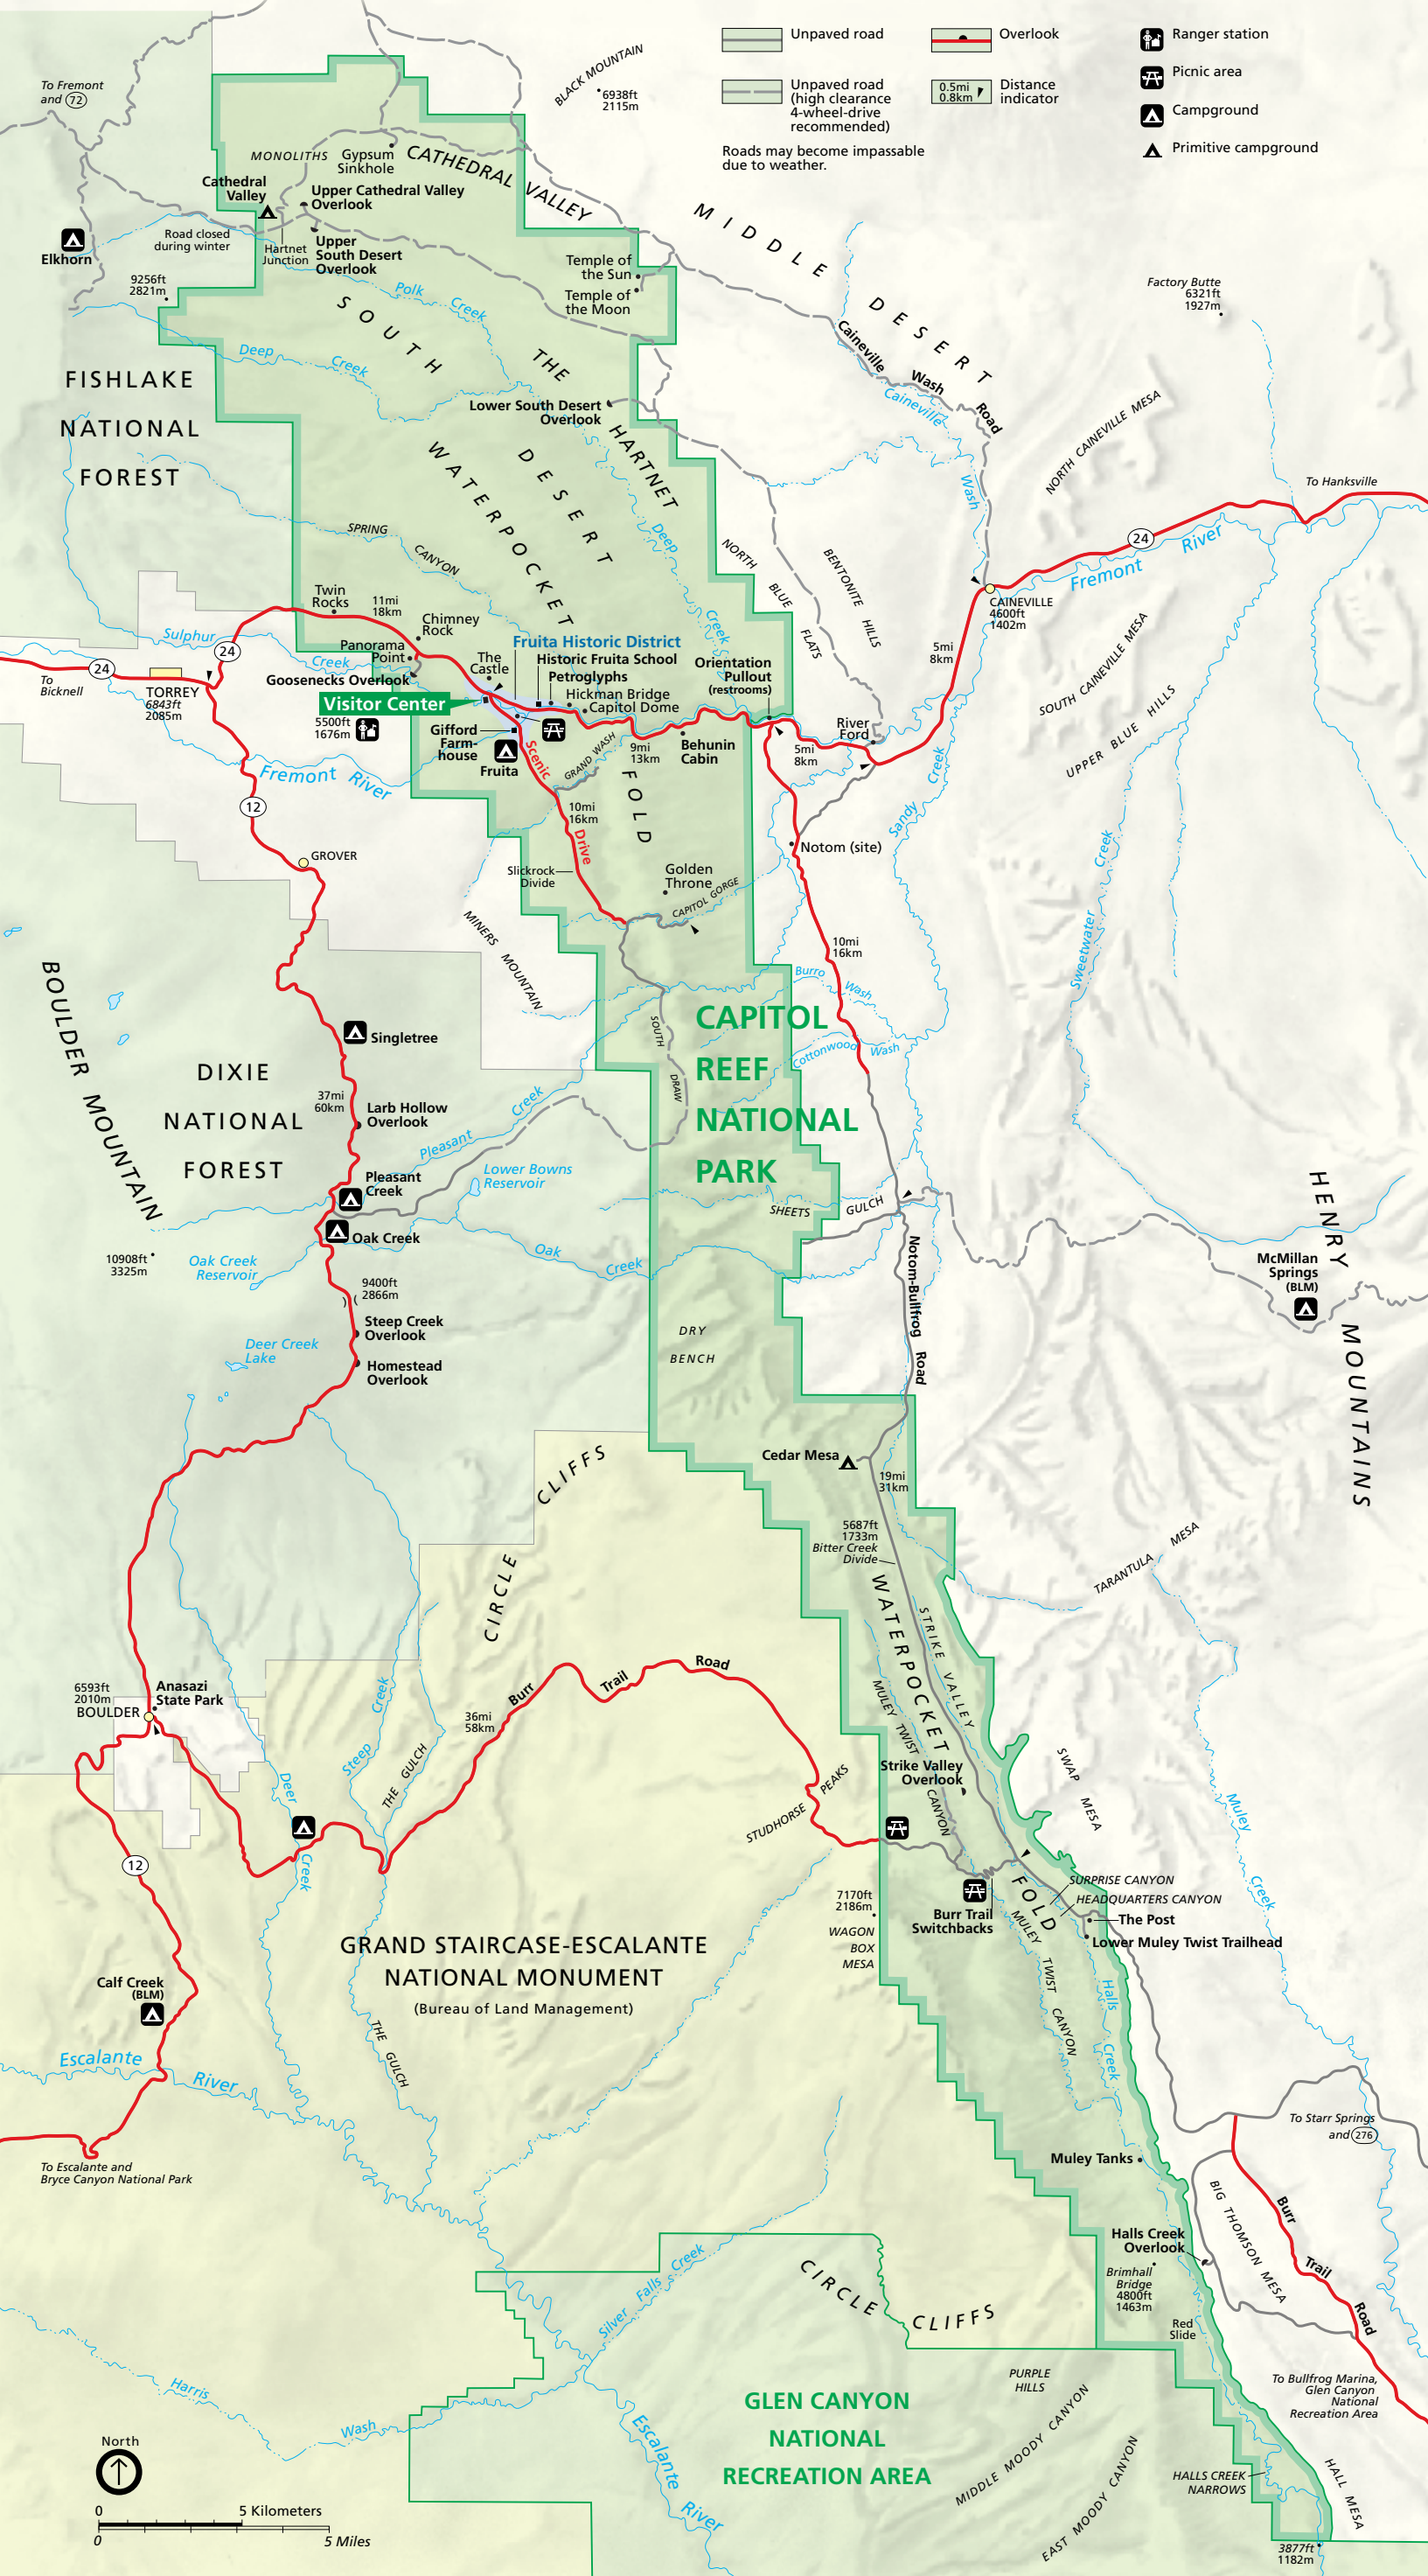 Unpaved road
Overlook
Ranger station
Picnic area
Unpaved road
(high clearance
4-wheel-drive
recommended)
0.5mi
0.8km
Distance
indicator
Campground
Primitive campground
Roads may become impassable
due to weather.
To Fremont
and 72
BLACK MOUNTAIN
6938ft
2115m
MONOLITHS
Gypsum
Sinkhole
CATHEDRAL VALLEY
Cathedral
Valley
Upper Cathedral Valley
Overlook
Road closed
during winter
Hartnet
Junction
Upper
South Desert
Overlook
Elkhorn
9256ft
2821m
Temple of
the Sun
Temple of
the Moon
MIDDLE DESERT
Factory Butte
6321ft
1927m
Polk Creek
SOUTH DESERT
Deep Creek
THE HARTNET
Caineville Wash Road
Caineville Wash
FISHLAKE
NATIONAL
FOREST
Lower South Desert
Overlook
NORTH CAINEVILLE MESA
WATERPOCKET FOLD
Deep Creek
To Hanksville
SPRING CANYON
24
Fremont River
NORTH BLUE FLATS
BENTONITE HILLS
CAINEVILLE
4600ft
1402m
Twin
Rocks
11mi
18km
Chimney
Rock
Sulphur Creek
24
24
Panorama
Point
Fruita Historic District
Historic Fruita School
Petroglyphs
The
Castle
Goosenecks Overlook
Hickman Bridge
Capitol Dome
Orientation
Pullout
(restrooms)
5mi
8km
SOUTH CAINEVILLE MESA
UPPER BLUE HILLS
To
Bicknell
TORREY
6843ft
2085m
Visitor Center
5500ft
1676m
Gifford
Farm-
house
Fruita
Scenic Drive
GRAND WASH
9mi
13km
Behunin
Cabin
5mi
8km
River
Ford
Fremont River
12
10mi
16km
Sandy Creek
GROVER
Notom (site)
Slickrock
Divide
Golden
Throne
CAPITOL GORGE
Sweetwater Creek
MINERS MOUNTAIN
10mi
16km
Burro Wash
BOULDER MOUNTAIN
CAPITOL
REEF
NATIONAL
PARK
Singletree
SOUTH DRAW
Cottonwood Wash
DIXIE
NATIONAL
FOREST
37mi
60km
Larb Hollow
Overlook
Pleasant Creek
Lower Bowns
Reservoir
Pleasant
Creek
SHEETS GULCH
Oak Creek
Oak Creek
Oak Creek
Reservoir
10908ft
3325m
HENRY MOUNTAINS
McMillan
Springs
(BLM)
Notom-Bullfrog Road
9400ft
2866m
Steep Creek
Overlook
Deer Creek
Lake
Homestead
Overlook
DRY
BENCH
CIRCLE CLIFFS
Cedar Mesa
19mi
31km
5687ft
1733m
Bitter Creek
Divide
TARANTULA MESA
WATERPOCKET FOLD
STRIKE VALLEY
MULEY TWIST CANYON
Burr Trail Road
36mi
58km
6593ft
2010m
BOULDER
Anasazi
State Park
Steep Creek
THE GULCH
Deer Creek
Strike Valley
Overlook
SWAP MESA
STUDHORSE PEAKS
Muley Creek
12
SURPRISE CANYON
HEADQUARTERS CANYON
Burr Trail
Switchbacks
The Post
Lower Muley Twist Trailhead
7170ft
2186m
WAGON
BOX
MESA
MULEY TWIST CANYON
GRAND STAIRCASE-ESCALANTE
NATIONAL MONUMENT
(Bureau of Land Management)
Calf Creek
(BLM)
THE GULCH
Halls Creek
Escalante River
To Escalante and
Bryce Canyon National Park
To Starr Springs
and 276
Muley Tanks
BIG THOMSON MESA
Burr Trail Road
Halls Creek
Overlook
Brimhall
Bridge
4800ft
1463m
Red
Slide
Silver Falls Creek
CIRCLE CLIFFS
PURPLE
HILLS
To Bullfrog Marina,
Glen Canyon
National
Recreation Area
Harris Wash
GLEN CANYON
NATIONAL
RECREATION AREA
Escalante River
MIDDLE MOODY CANYON
EAST MOODY CANYON
HALLS CREEK
NARROWS
HALL MESA
3877ft
1182m
North
0 5 Kilometers
0 5 Miles